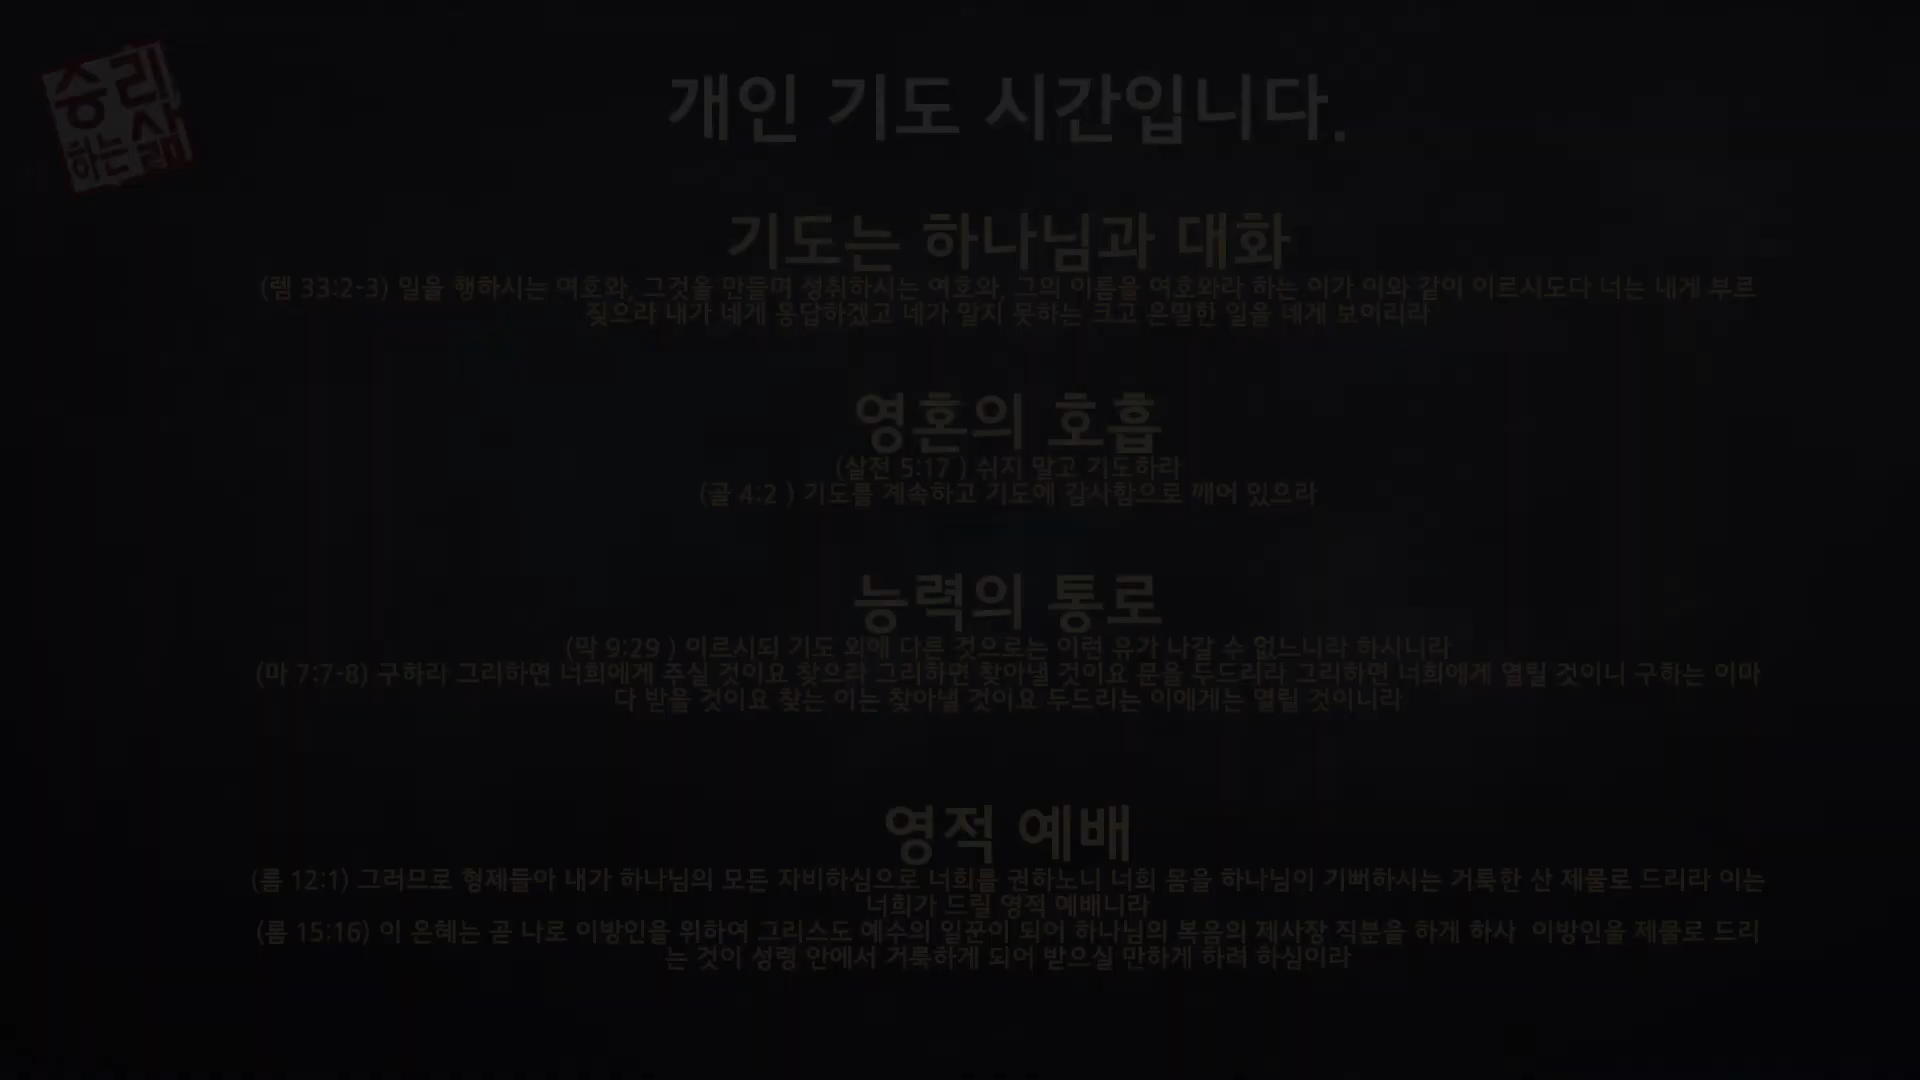 승리
하는삶
개인 기도 시간입니다.
기도는 하나님과 대화
(렘 33:2-3) 일을 행하시는 여호와, 그것을 만들며 성취하시는 여호와, 그의 이름을 여호와라 하는 이가 이와 같이 이르시도다 너는 내게 부르
짖으라 내가 네게 응답하겠고 네가 알지 못하는 크고 은밀한 일을 네게 보이리라
영혼의 호흡
(살전 5:17 ) 쉬지 말고 기도하라
(골 4:2 ) 기도를 계속하고 기도에 감사함으로 깨어 있으라
능력의 통로
(막 9:29 ) 이르시되 기도 외에 다른 것으로는 이런 유가 나갈 수 없느니라 하시니라
(마 7:7-8) 구하라 그리하면 너희에게 주실 것이요 찾으라 그리하면 찾아낼 것이요 문을 두드리라 그리하면 너희에게 열릴 것이니 구하는 이마
다 받을 것이요 찾는 이는 찾아낼 것이요 두드리는 이에게는 열릴 것이니라
영적 예배
(롬 12:1) 그러므로 형제들아 내가 하나님의 모든 자비하심으로 너희를 권하노니 너희 몸을 하나님이 기뻐하시는 거룩한 산 제물로 드리라 이는
너희가 드릴 영적 예배니라
(롬 15:16) 이 은혜는 곧 나로 이방인을 위하여 그리스도 예수의 일꾼이 되어 하나님의 복음의 제사장 직분을 하게 하사  이방인을 제물로 드리
는 것이 성령 안에서 거룩하게 되어 받으실 만하게 하려 하심이라